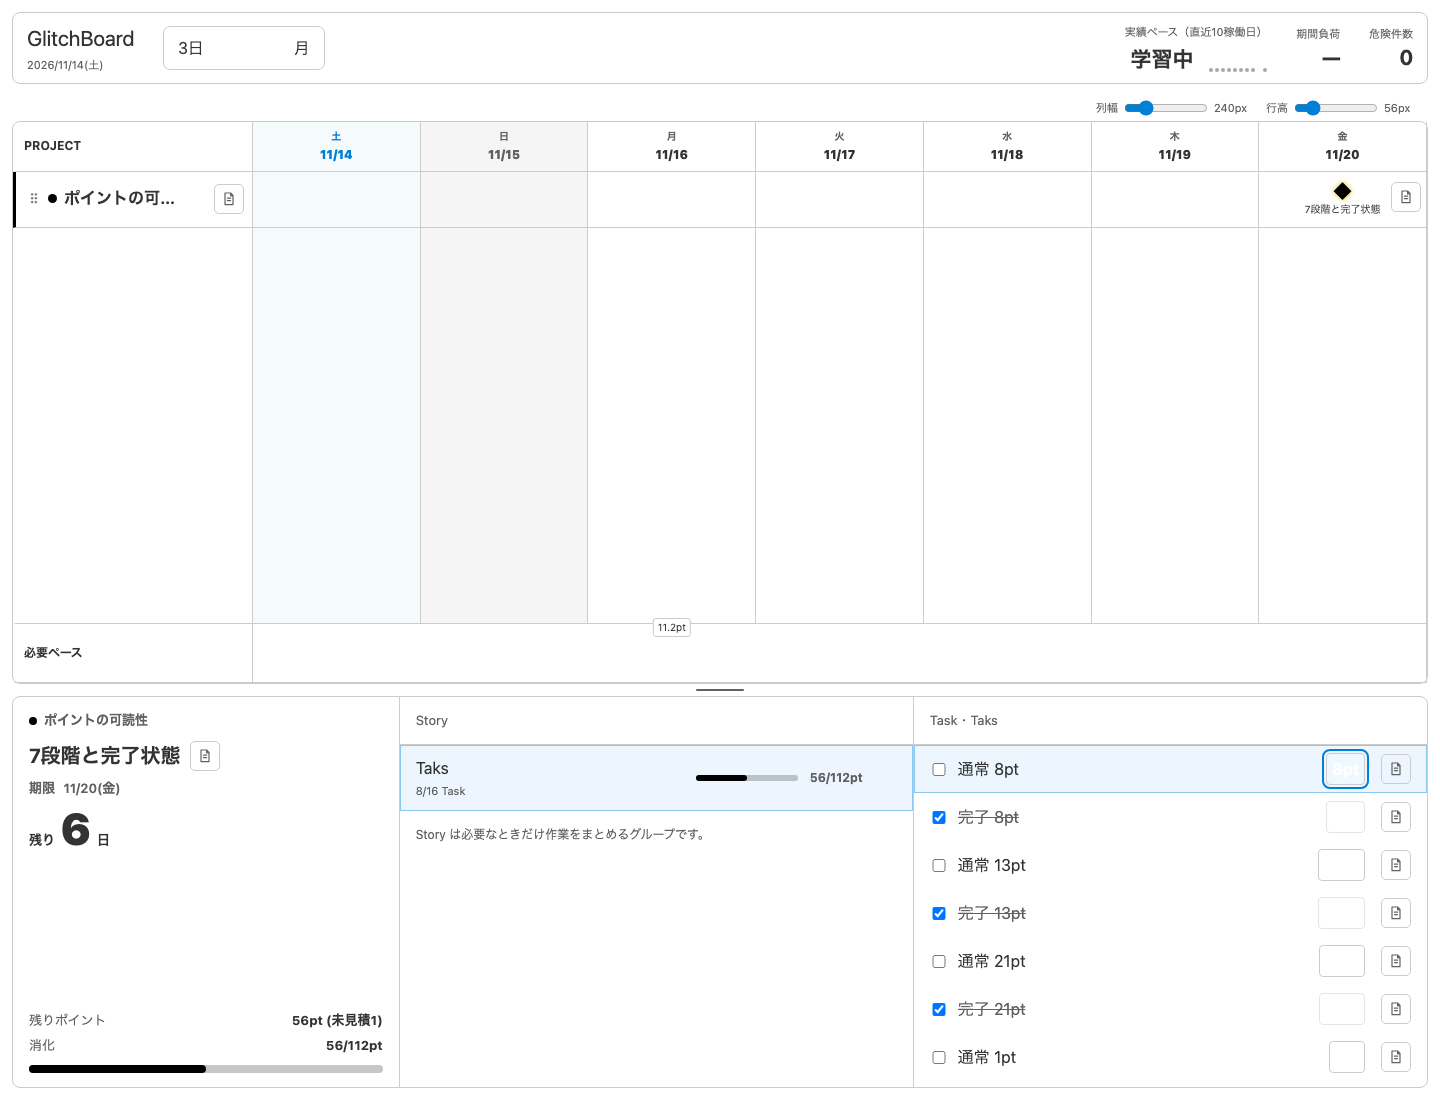 GlitchBoard
2026/11/14(土)
3日 月
実績ペース（直近10稼働日）
学習中
期間負荷
—
危険件数
0
列幅 240px 行高 56px
PROJECT
土
11/14
日
11/15
月
11/16
火
11/17
水
11/18
木
11/19
金
11/20
ポイントの可...
7段階と完了状態
11.2pt
必要ペース
ポイントの可読性
7段階と完了状態
期限 11/20(金)
残り 6 日
残りポイント 56pt (未見積1)
消化 56/112pt
Story
Taks
8/16 Task
56/112pt
Story は必要なときだけ作業をまとめるグループです。
Task・Taks
通常 8pt 8pt
完了 8pt
通常 13pt
完了 13pt
通常 21pt
完了 21pt
通常 1pt